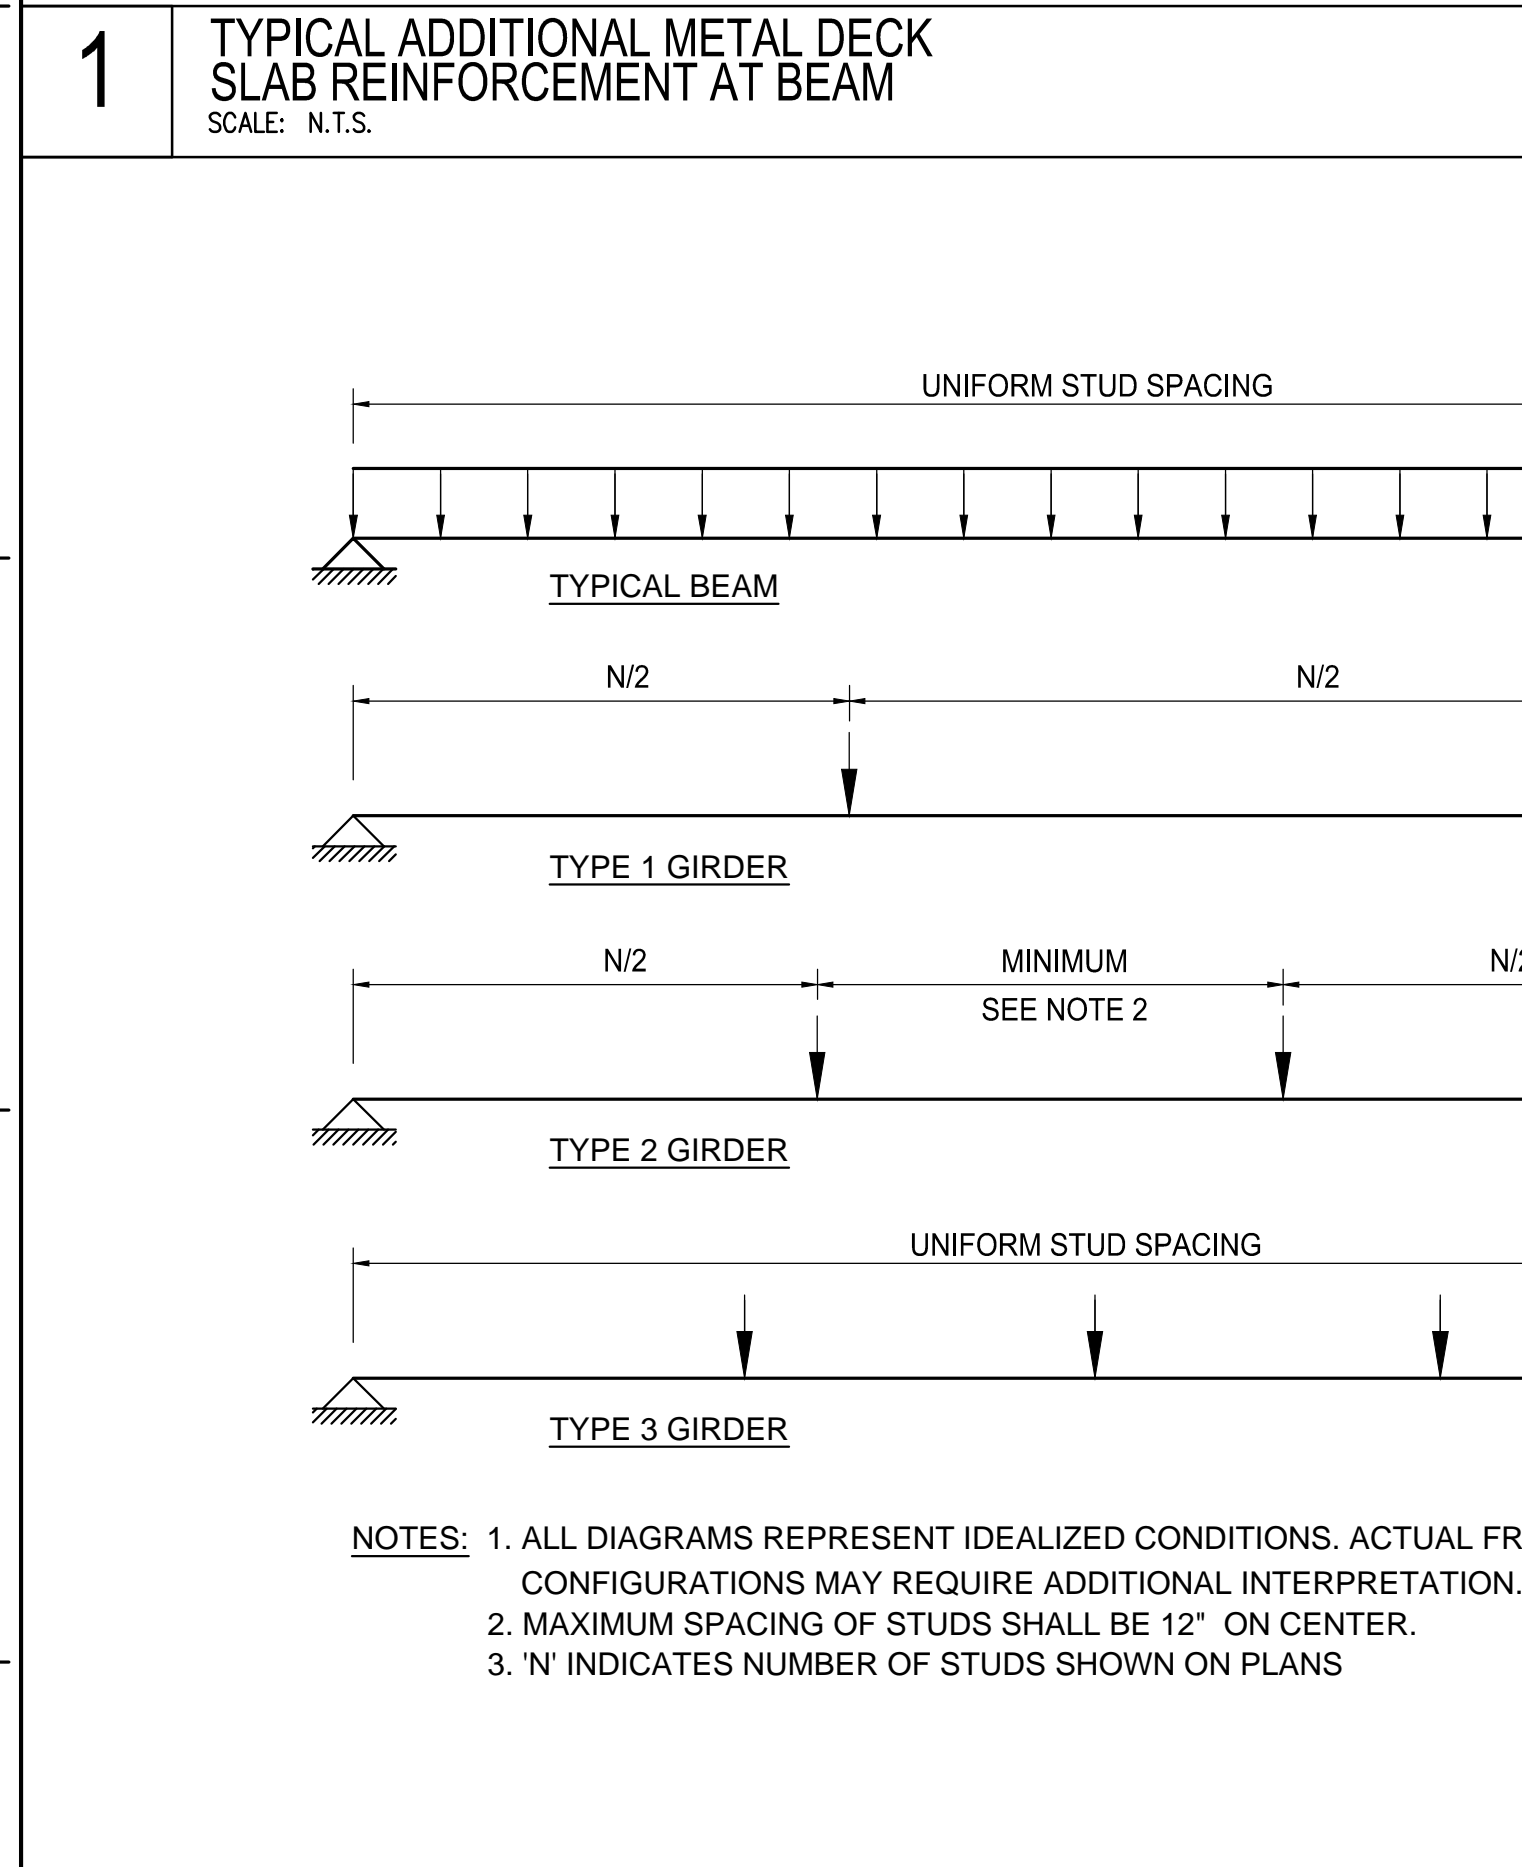 1
TYPICAL ADDITIONAL METAL DECK
SLAB REINFORCEMENT AT BEAM
SCALE: N.T.S.
UNIFORM STUD SPACING
TYPICAL BEAM
N/2
N/2
TYPE 1 GIRDER
N/2
MINIMUM
N/
SEE NOTE 2
TYPE 2 GIRDER
UNIFORM STUD SPACING
TYPE 3 GIRDER
NOTES: 1. ALL DIAGRAMS REPRESENT IDEALIZED CONDITIONS. ACTUAL FR
CONFIGURATIONS MAY REQUIRE ADDITIONAL INTERPRETATION.
2. MAXIMUM SPACING OF STUDS SHALL BE 12" ON CENTER.
3. 'N' INDICATES NUMBER OF STUDS SHOWN ON PLANS